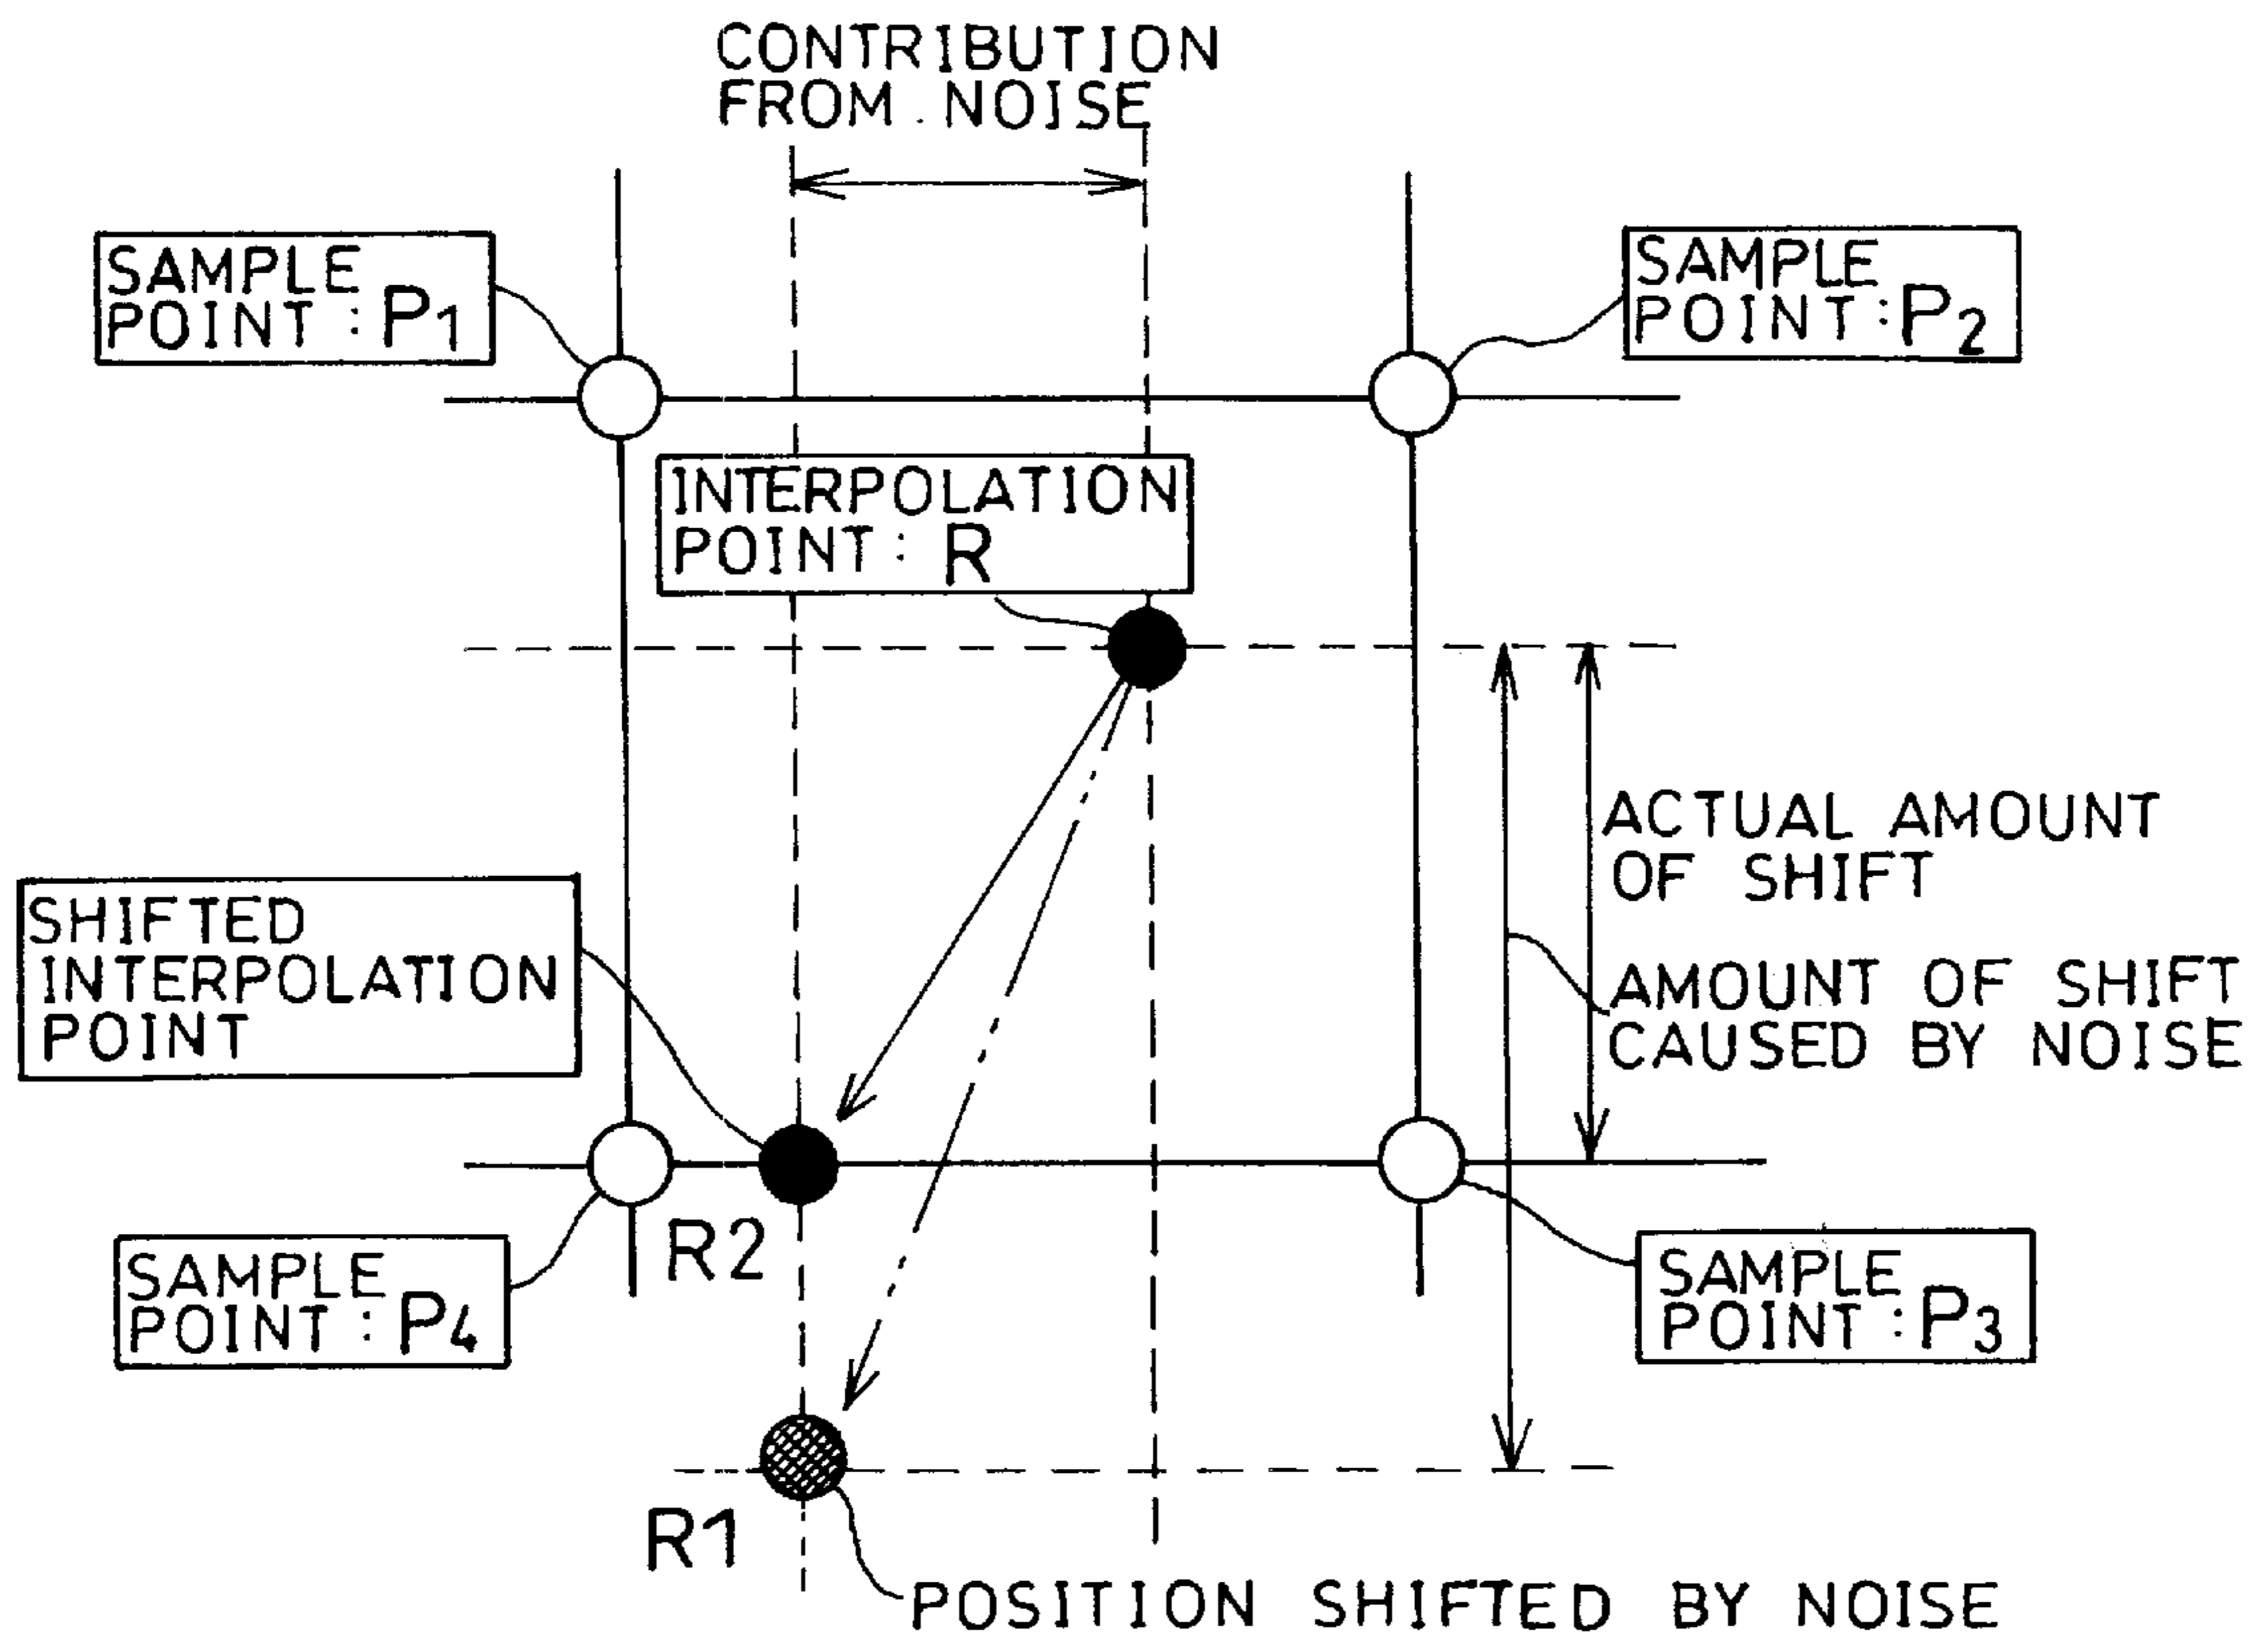 CONTRIBUTION
FROM NOISE
SAMPLE
POINT : P1
SAMPLE
POINT : P2
INTERPOLATION
POINT : R
ACTUAL AMOUNT
OF SHIFT
SHIFTED
INTERPOLATION
POINT
AMOUNT OF SHIFT
CAUSED BY NOISE
R2
SAMPLE
POINT : P4
SAMPLE
POINT : P3
R1
POSITION SHIFTED BY NOISE